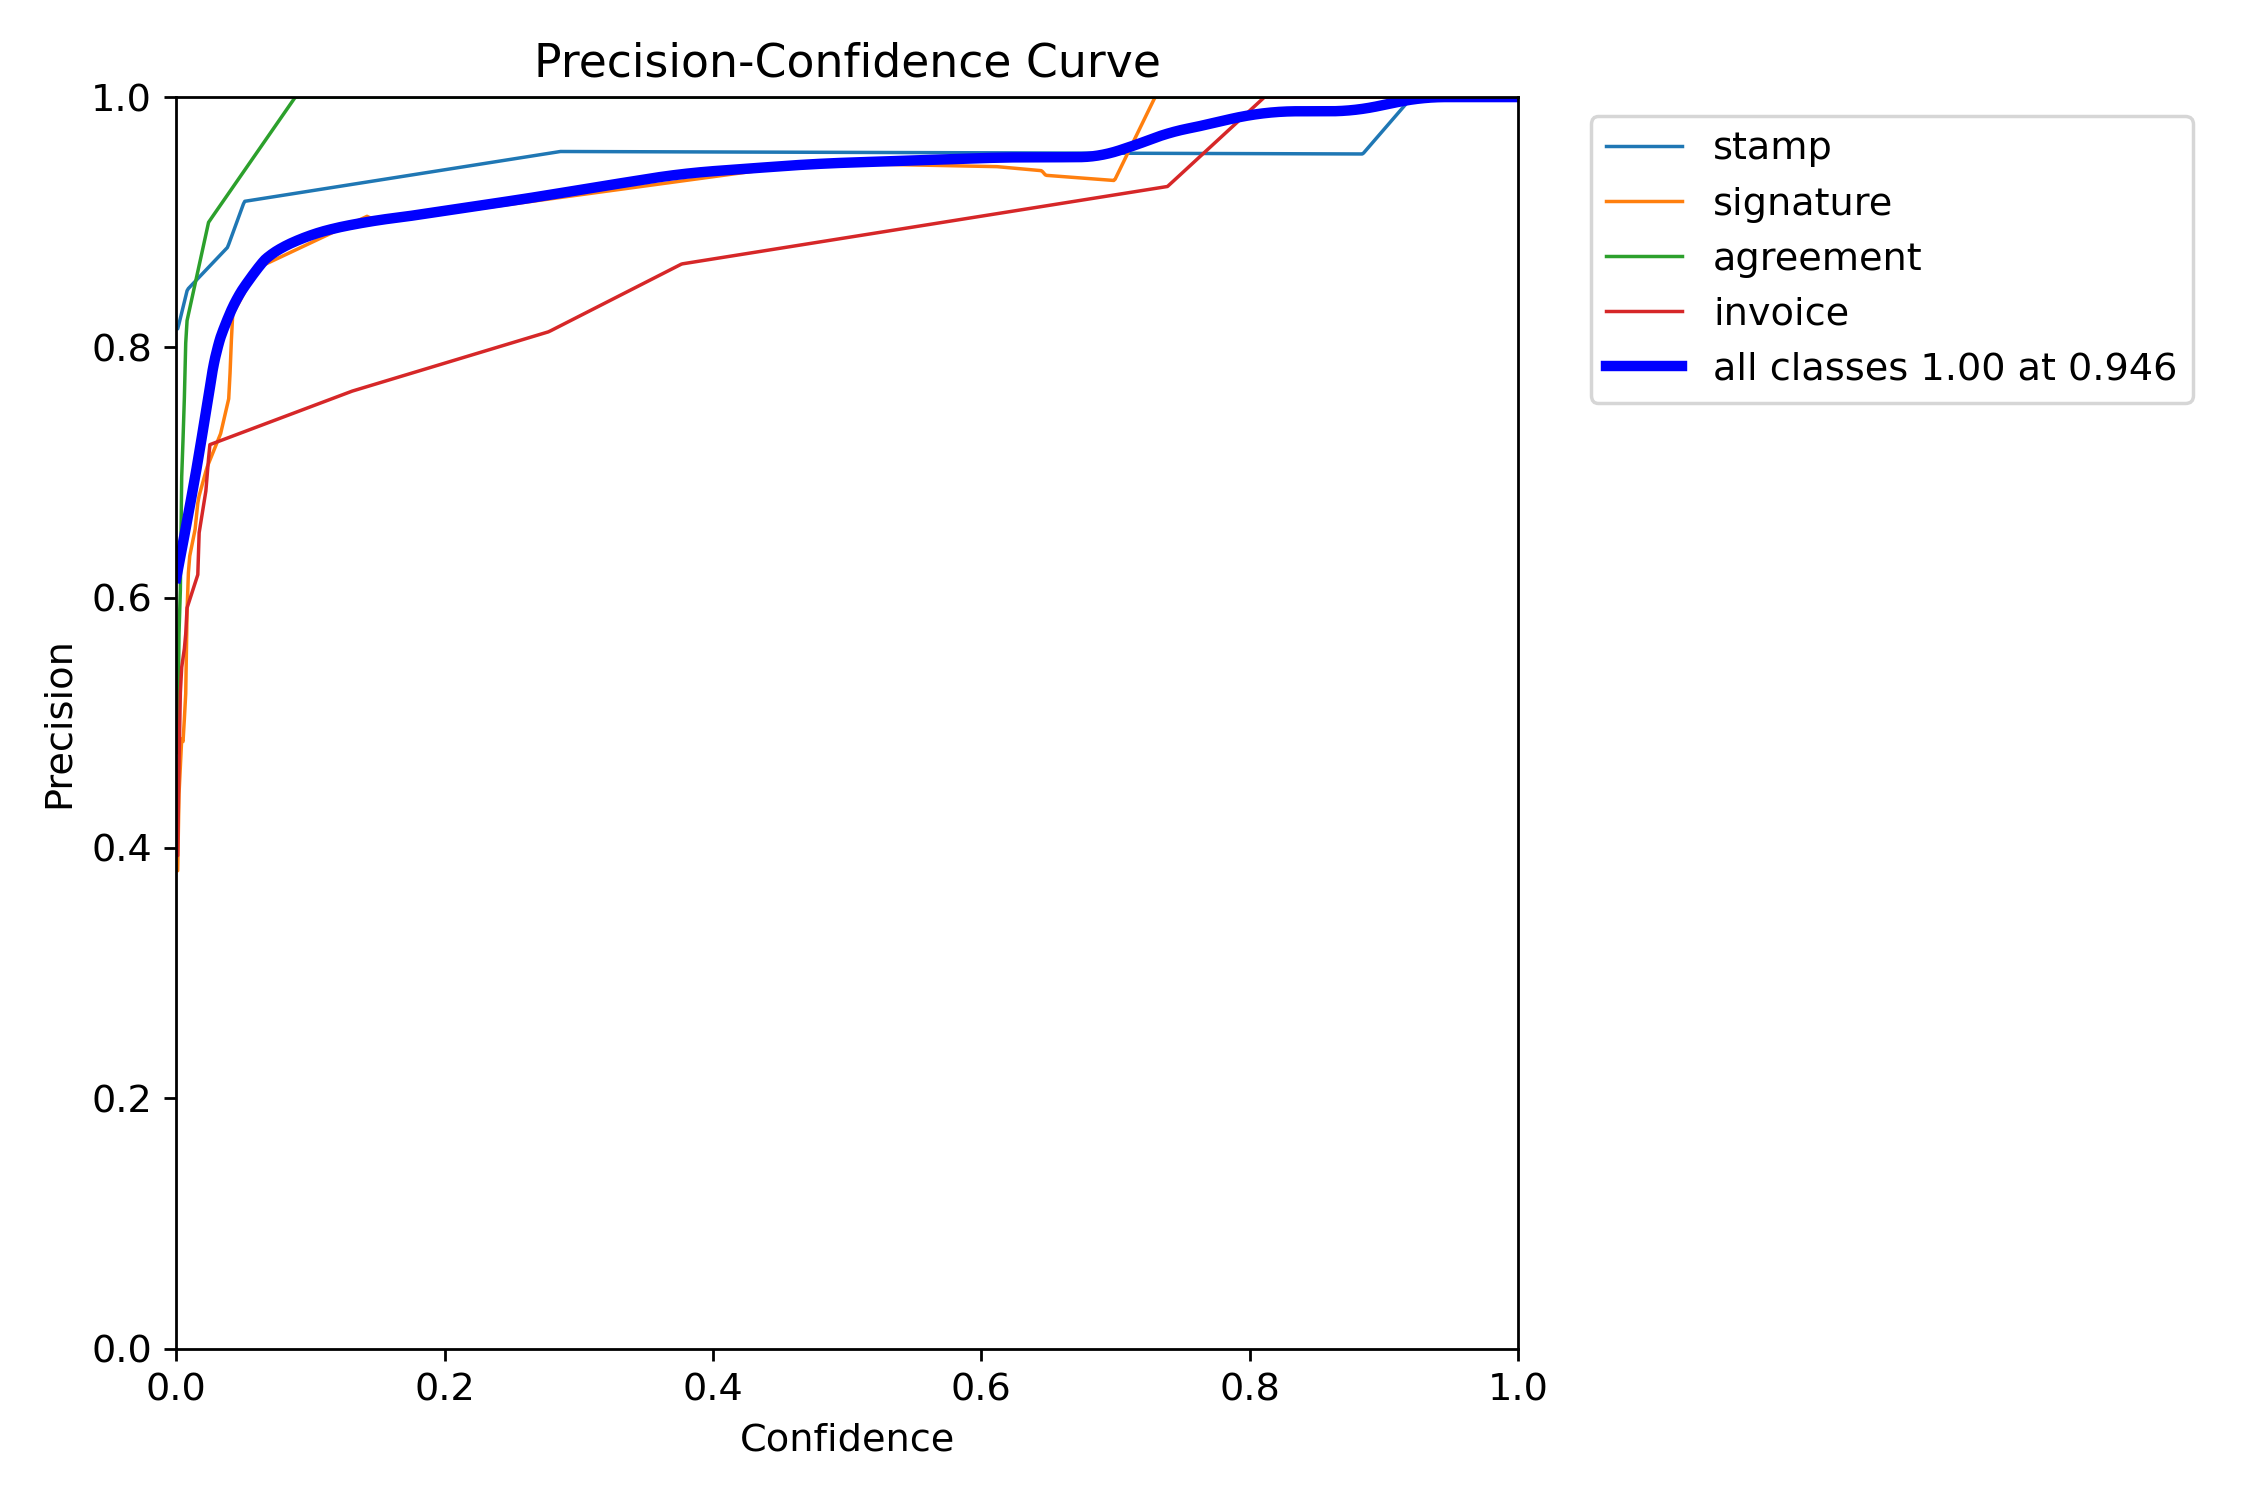 Precision-Confidence Curve
1.0
0.8
0.6
0.4
0.2
0.0
Precision
0.0 0.2 0.4 0.6 0.8 1.0
Confidence
stamp
signature
agreement
invoice
all classes 1.00 at 0.946